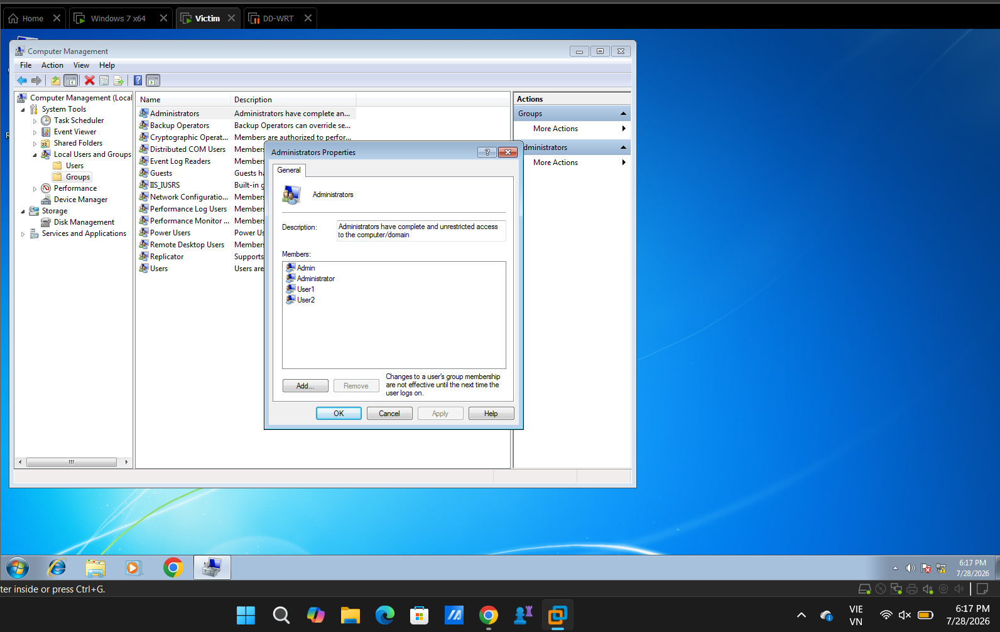 Home
Windows 7 x64
Victim
DD-WRT
Computer Management
File Action View Help
Computer Management (Local
System Tools
Task Scheduler
Event Viewer
Shared Folders
Local Users and Groups
Users
Groups
Performance
Device Manager
Storage
Disk Management
Services and Applications
Name Description
Administrators Administrators have complete an...
Backup Operators Backup Operators can override se...
Cryptographic Operat... Members are authorized to perfor...
Distributed COM Users Members
Event Log Readers Members
Guests Guests ha
IIS_IUSRS Built-in g
Network Configuratio... Members
Performance Log Users Members
Performance Monitor ... Members
Power Users Power Us
Remote Desktop Users Members
Replicator Supports
Users Users are
Actions
Groups
More Actions
dministrators
More Actions
Administrators Properties
General
Administrators
Description:
Administrators have complete and unrestricted access
to the computer/domain
Members:
Admin
Administrator
User1
User2
Add... Remove
Changes to a user's group membership
are not effective until the next time the
user logs on.
OK Cancel Apply Help
6:17 PM
7/28/2026
ter inside or press Ctrl+G.
VIE
VN
6:17 PM
7/28/2026